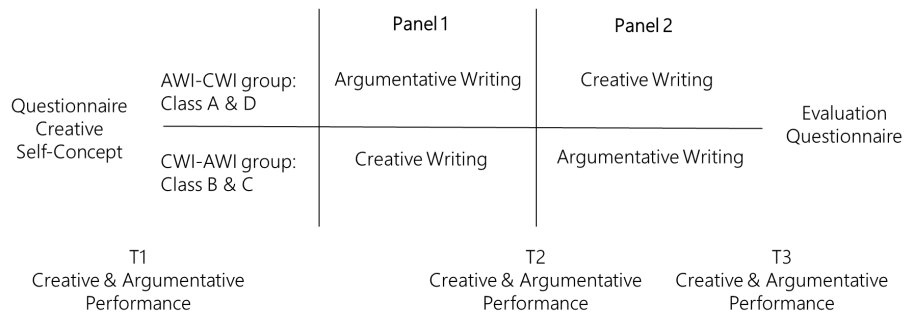 Panel 1
Panel 2
Questionnaire
Creative
Self-Concept
AWI-CWI group:
Class A & D
Argumentative Writing
Creative Writing
CWI-AWI group:
Class B & C
Creative Writing
Argumentative Writing
Evaluation
Questionnaire
T1
Creative & Argumentative
Performance
T2
Creative & Argumentative
Performance
T3
Creative & Argumentative
Performance